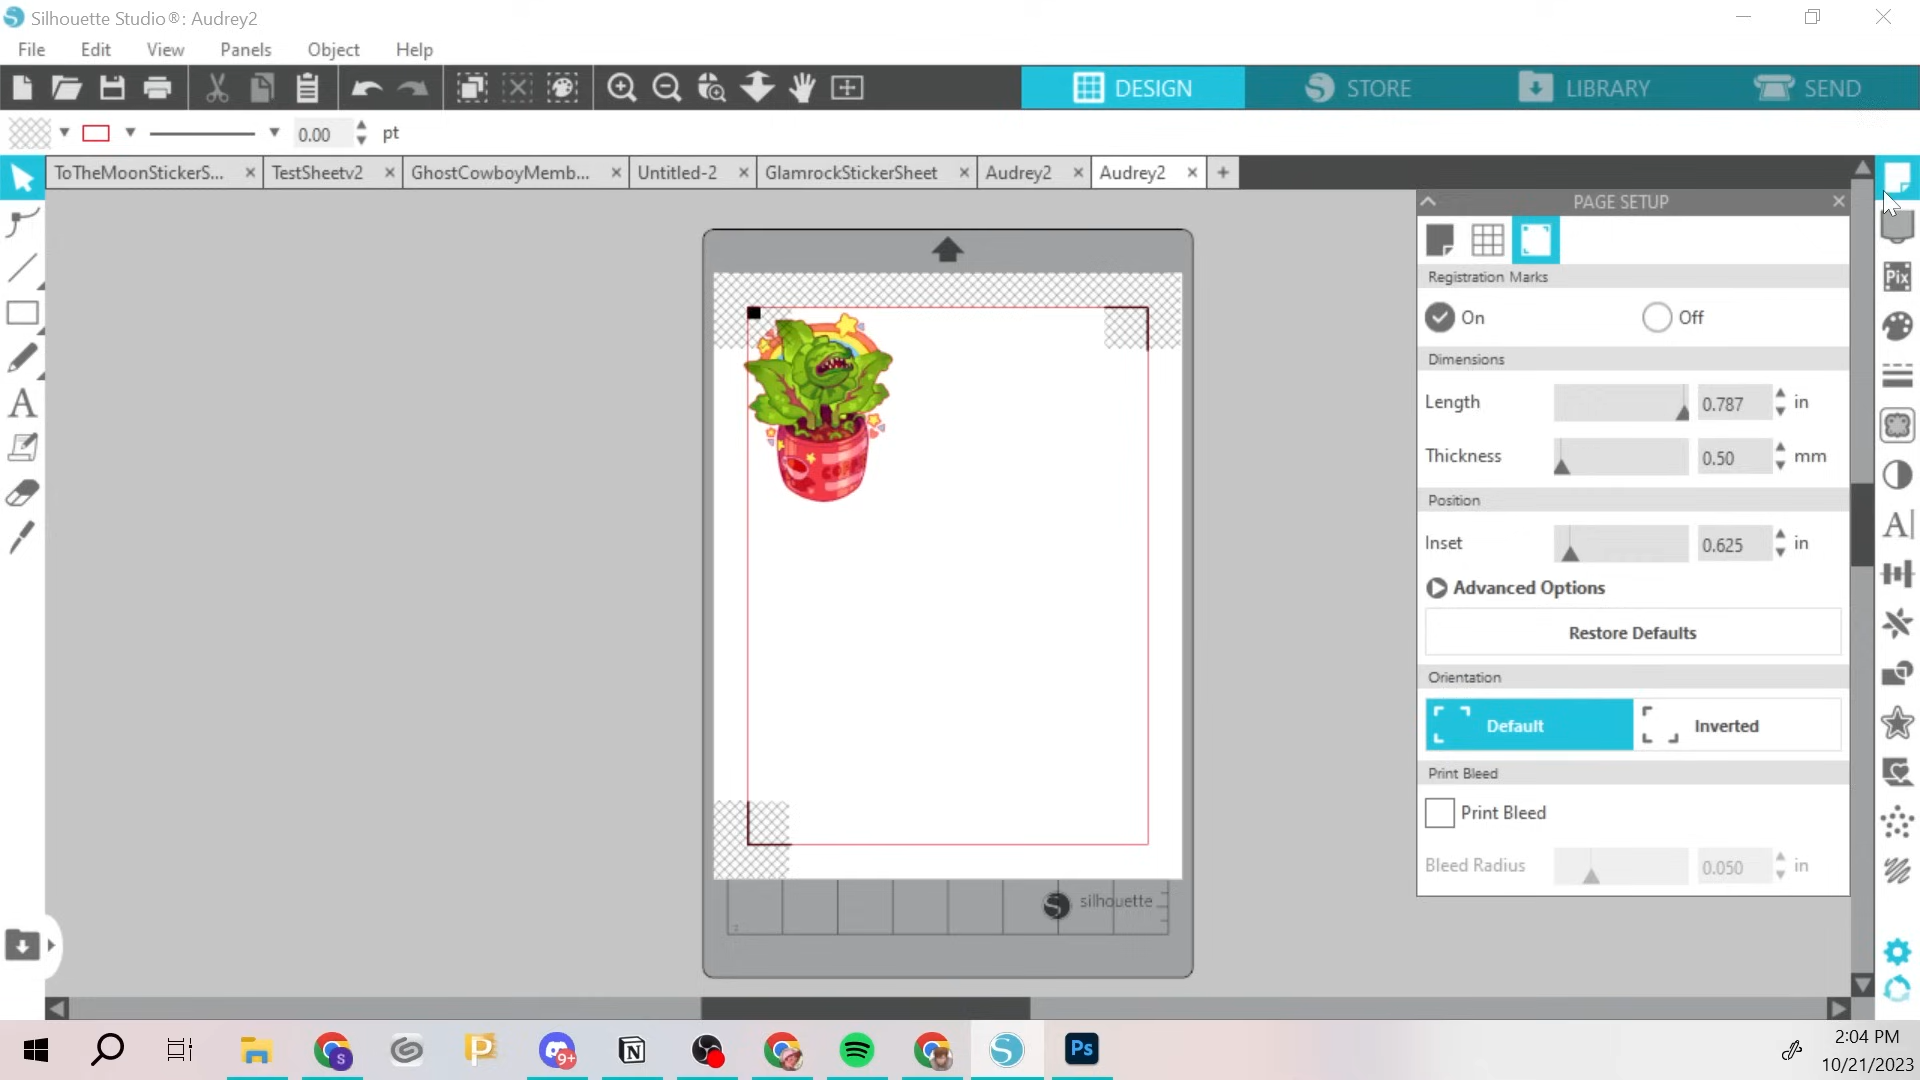 Silhouette Studio®: Audrey2
File Edit View Panels Object Help
DESIGN STORE LIBRARY SEND
0.00 pt
ToTheMoonStickerS... TestSheetv2 GhostCowboyMemb... Untitled-2 GlamrockStickerSheet Audrey2 Audrey2
PAGE SETUP
Pix
Registration Marks
On Off
Dimensions
Length 0.787 in
Thickness 0.50 mm
Position
Inset 0.625 in
Advanced Options
Restore Defaults
Orientation
Default Inverted
Print Bleed
Print Bleed
Bleed Radius 0.050 in
silhouette
9+
Ps
2:04 PM
10/21/2023